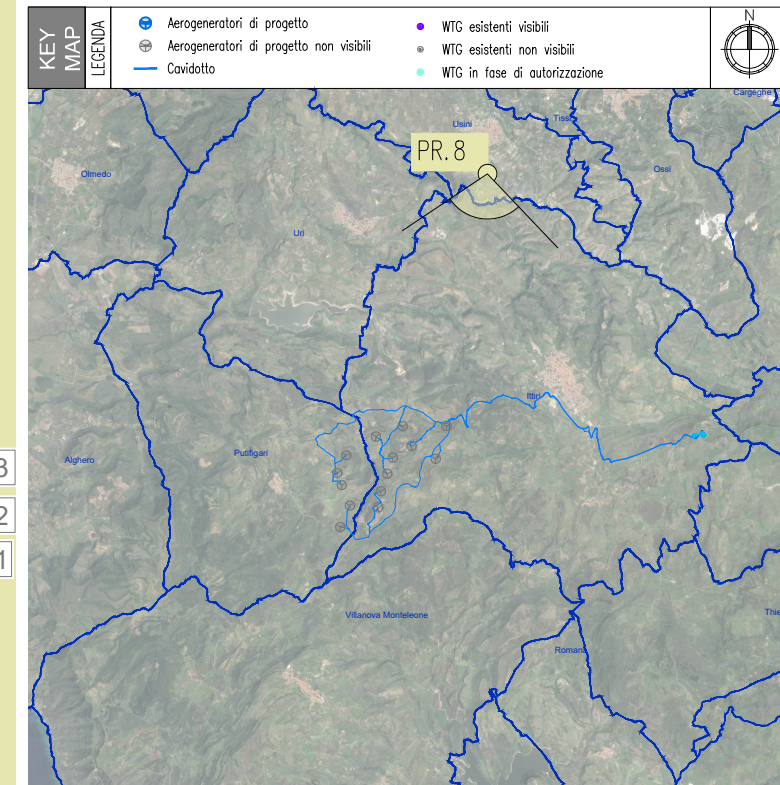 KEY
MAP
LEGENDA
Aerogeneratori di progetto
Aerogeneratori di progetto non visibili
Cavidotto
WTG esistenti visibili
WTG esistenti non visibili
WTG in fase di autorizzazione
N
Cargeghe
Usini
Tissi
PR.8
Olmedo
Ossi
Uri
Ittiri
Putifigari
Alghero
3
2
1
Villanova Monteleone
Thie
Romana